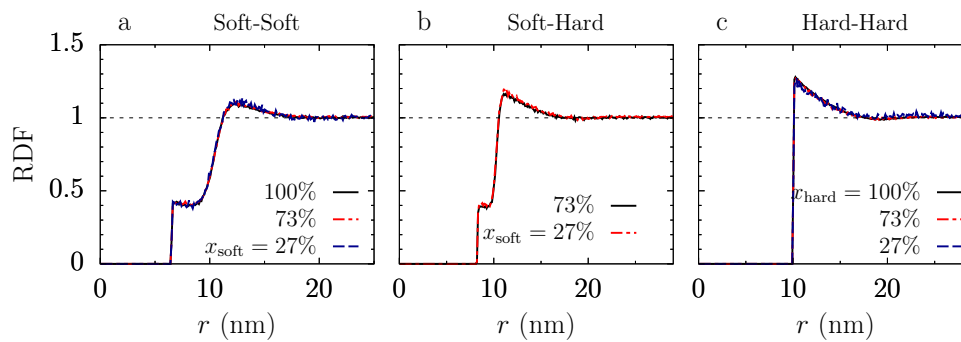 a Soft-Soft
b Soft-Hard
c Hard-Hard
RDF
1.5
1
0.5
0
100%
73%
x_soft = 27%
73%
x_soft = 27%
x_hard = 100%
73%
27%
0 10 20
0 10 20
0 10 20
r (nm)
r (nm)
r (nm)